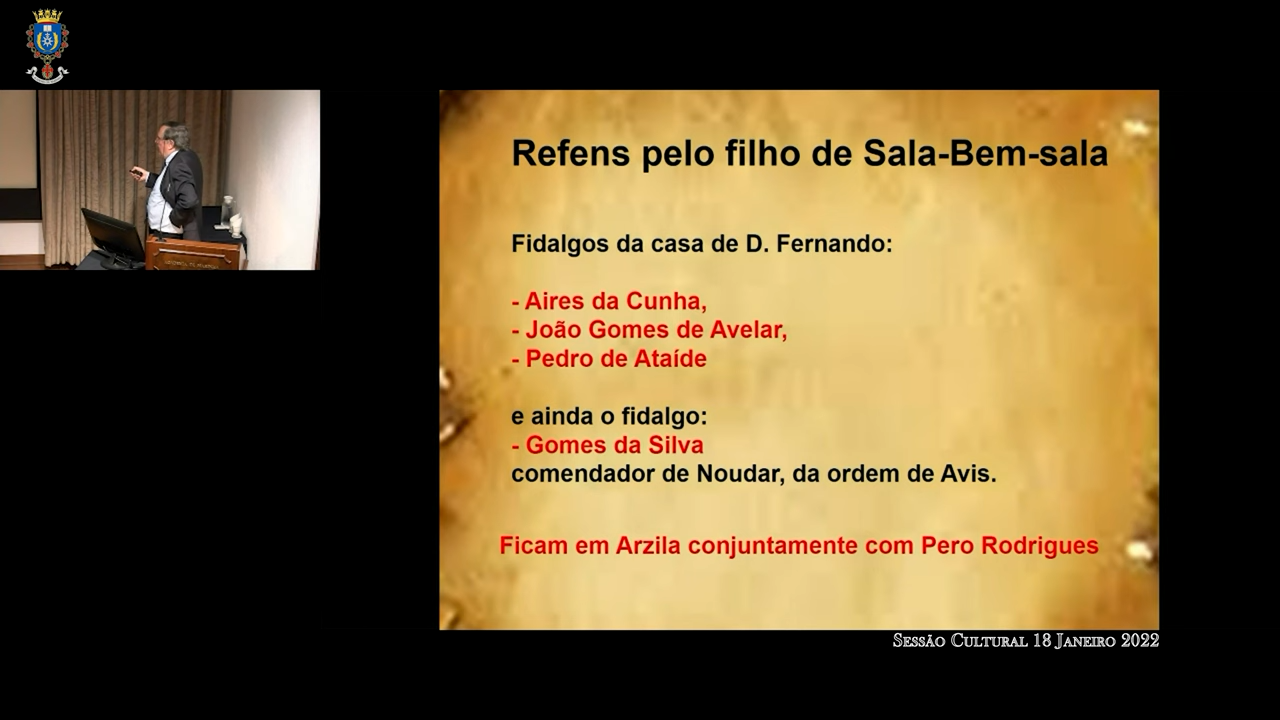 Refens pelo filho de Sala-Bem-sala
Fidalgos da casa de D. Fernando:
- Aires da Cunha,
- João Gomes de Avelar,
- Pedro de Ataíde
e ainda o fidalgo:
- Gomes da Silva
comendador de Noudar, da ordem de Avis.
Ficam em Arzila conjuntamente com Pero Rodrigues
Sessão Cultural 18 Janeiro 2022